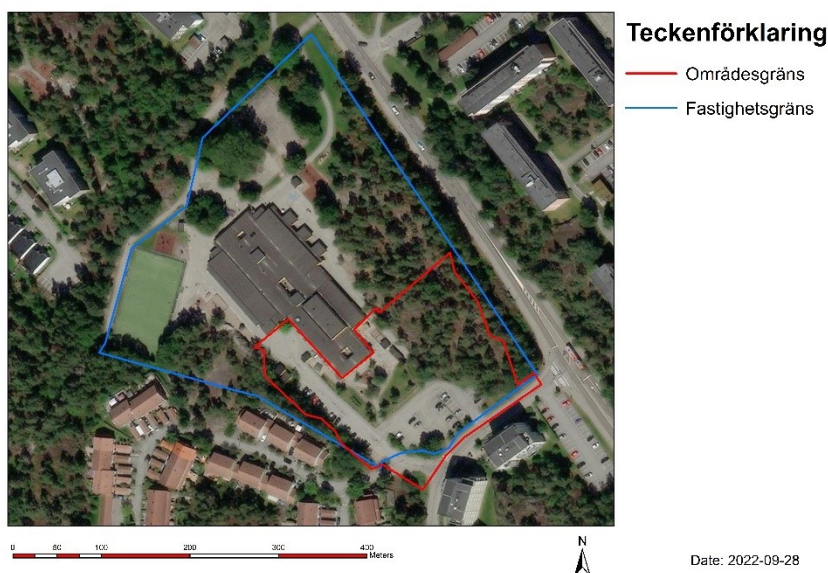 Teckenförklaring
Områdesgräns
Fastighetsgräns
0 50 100 200 300 400
Meters
N
Date: 2022-09-28